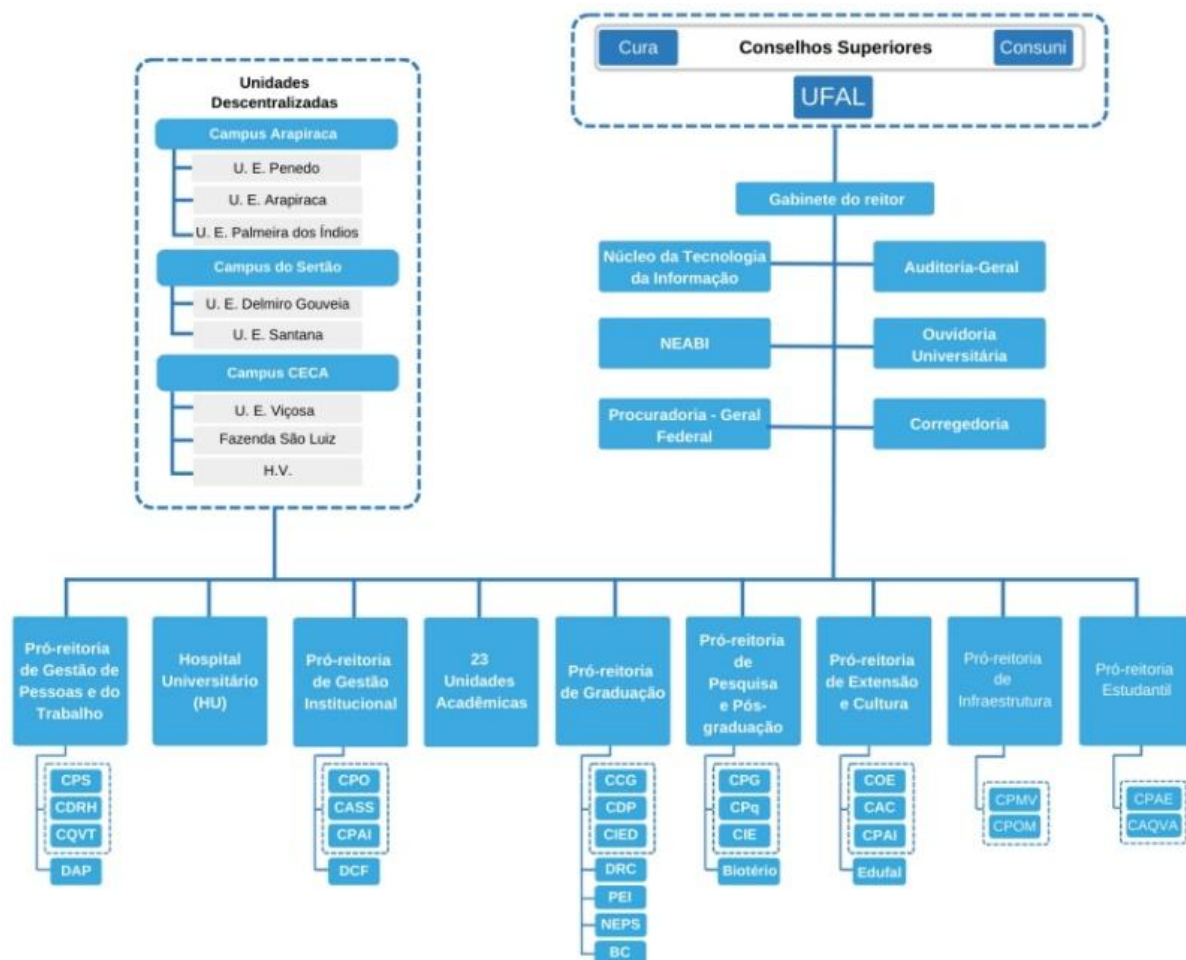 Cura
Conselhos Superiores
Consuni
UFAL
Unidades
Descentralizadas
Campus Arapiraca
U. E. Penedo
U. E. Arapiraca
U. E. Palmeira dos Índios
Campus do Sertão
U. E. Delmiro Gouveia
U. E. Santana
Campus CECA
U. E. Viçosa
Fazenda São Luiz
H.V.
Gabinete do reitor
Núcleo da Tecnologia
da Informação
Auditoria-Geral
NEABI
Ouvidoria
Universitária
Procuradoria - Geral
Federal
Corregedoria
Pró-reitoria
de Gestão de
Pessoas e do
Trabalho
CPS
CDRH
CQVT
DAP
Hospital
Universitário
(HU)
Pró-reitoria
de Gestão
Institucional
CPO
CASS
CPAI
DCF
23
Unidades
Acadêmicas
Pró-reitoria
de Graduação
CCG
CDP
CIED
DRC
PEI
NEPS
BC
Pró-reitoria
de
Pesquisa
e Pós-
graduação
CPG
CPq
CIE
Biotério
Pró-reitoria
de Extensão
e Cultura
COE
CAC
CPAI
Edufal
Pró-reitoria
de
Infraestrutura
CPMV
CPOM
Pró-reitoria
Estudantil
CPAE
CAQVA